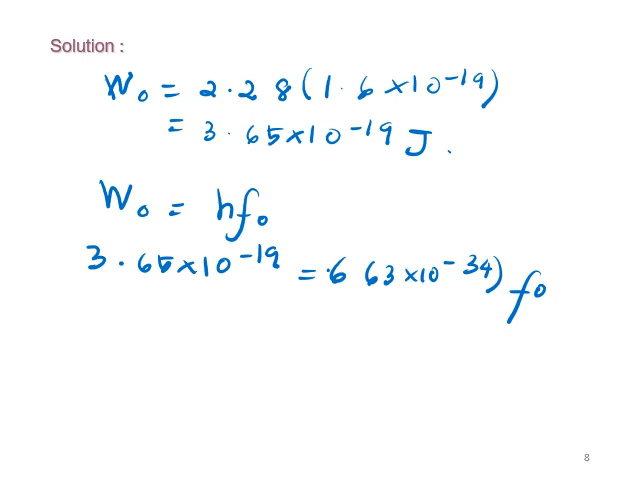 Solution :
W₀ = 2.28(1.6×10⁻¹⁹)
= 3.65×10⁻¹⁹ J.
W₀ = hf₀
3.65×10⁻¹⁹ = 6 63×10⁻³⁴) f₀
8